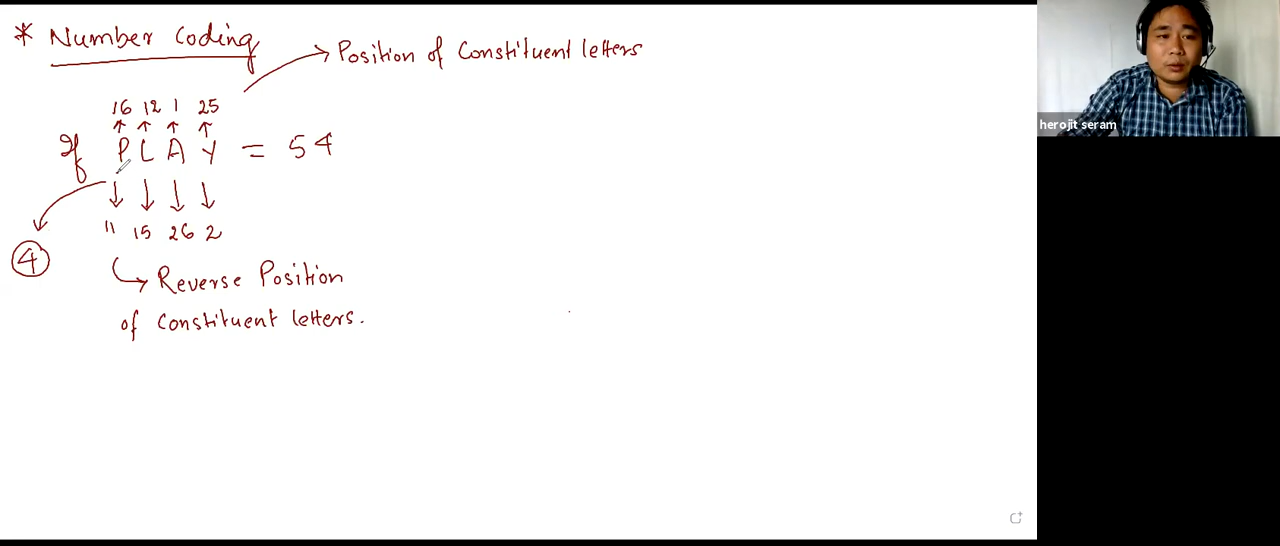 * Number Coding
Position of Constituent letters
16 12 1 25
If P L A Y = 54
11 15 26 2
4
Reverse Position
of Constituent letters.
herojit seram